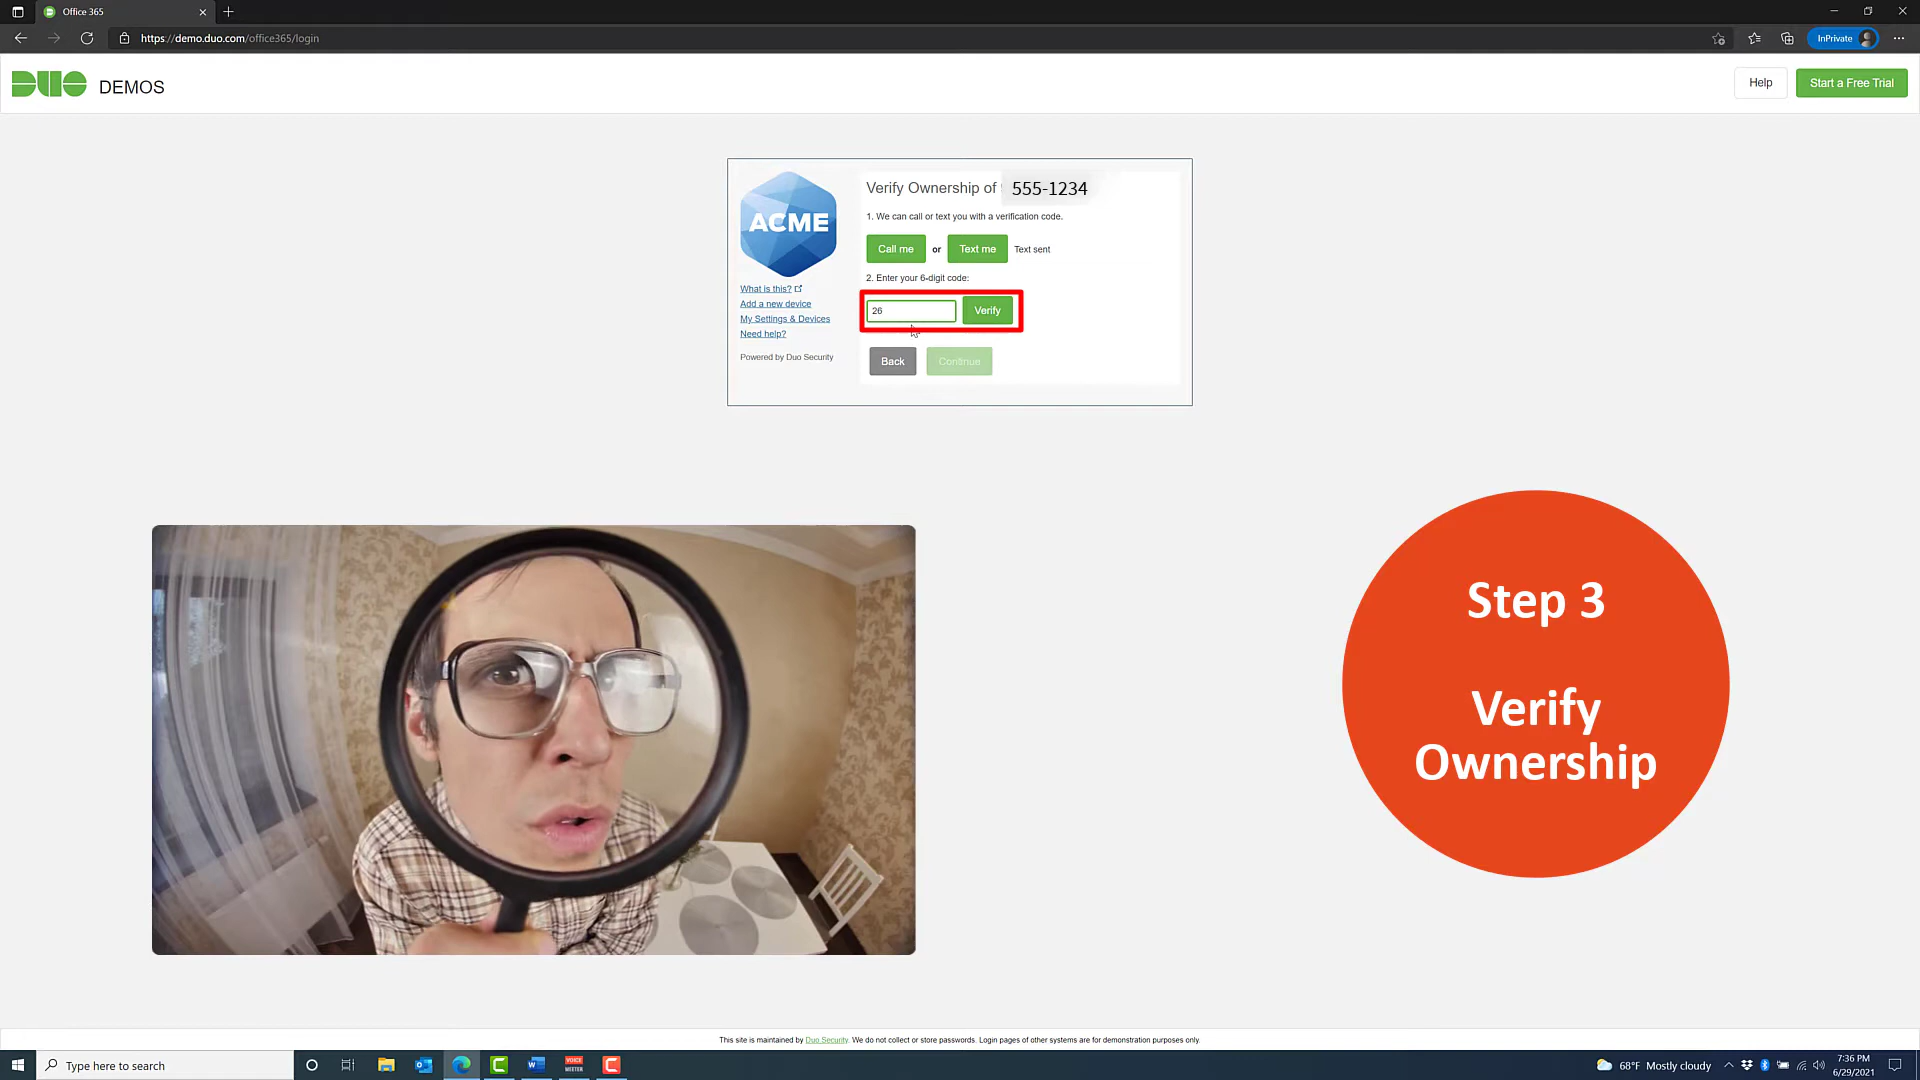 Office 365
https://demo.duo.com/office365/login
InPrivate
DUO DEMOS
Help
Start a Free Trial
ACME
What is this?
Add a new device
My Settings & Devices
Need help?
Powered by Duo Security
Verify Ownership of 555-1234
1. We can call or text you with a verification code.
Call me or Text me Text sent
2. Enter your 6-digit code:
26 Verify
Back Continue
Step 3
Verify
Ownership
This site is maintained by Duo Security. We do not collect or store passwords. Login pages of other systems are for demonstration purposes only.
Type here to search
VOICE
MEETER
68°F Mostly cloudy
7:36 PM
6/29/2021